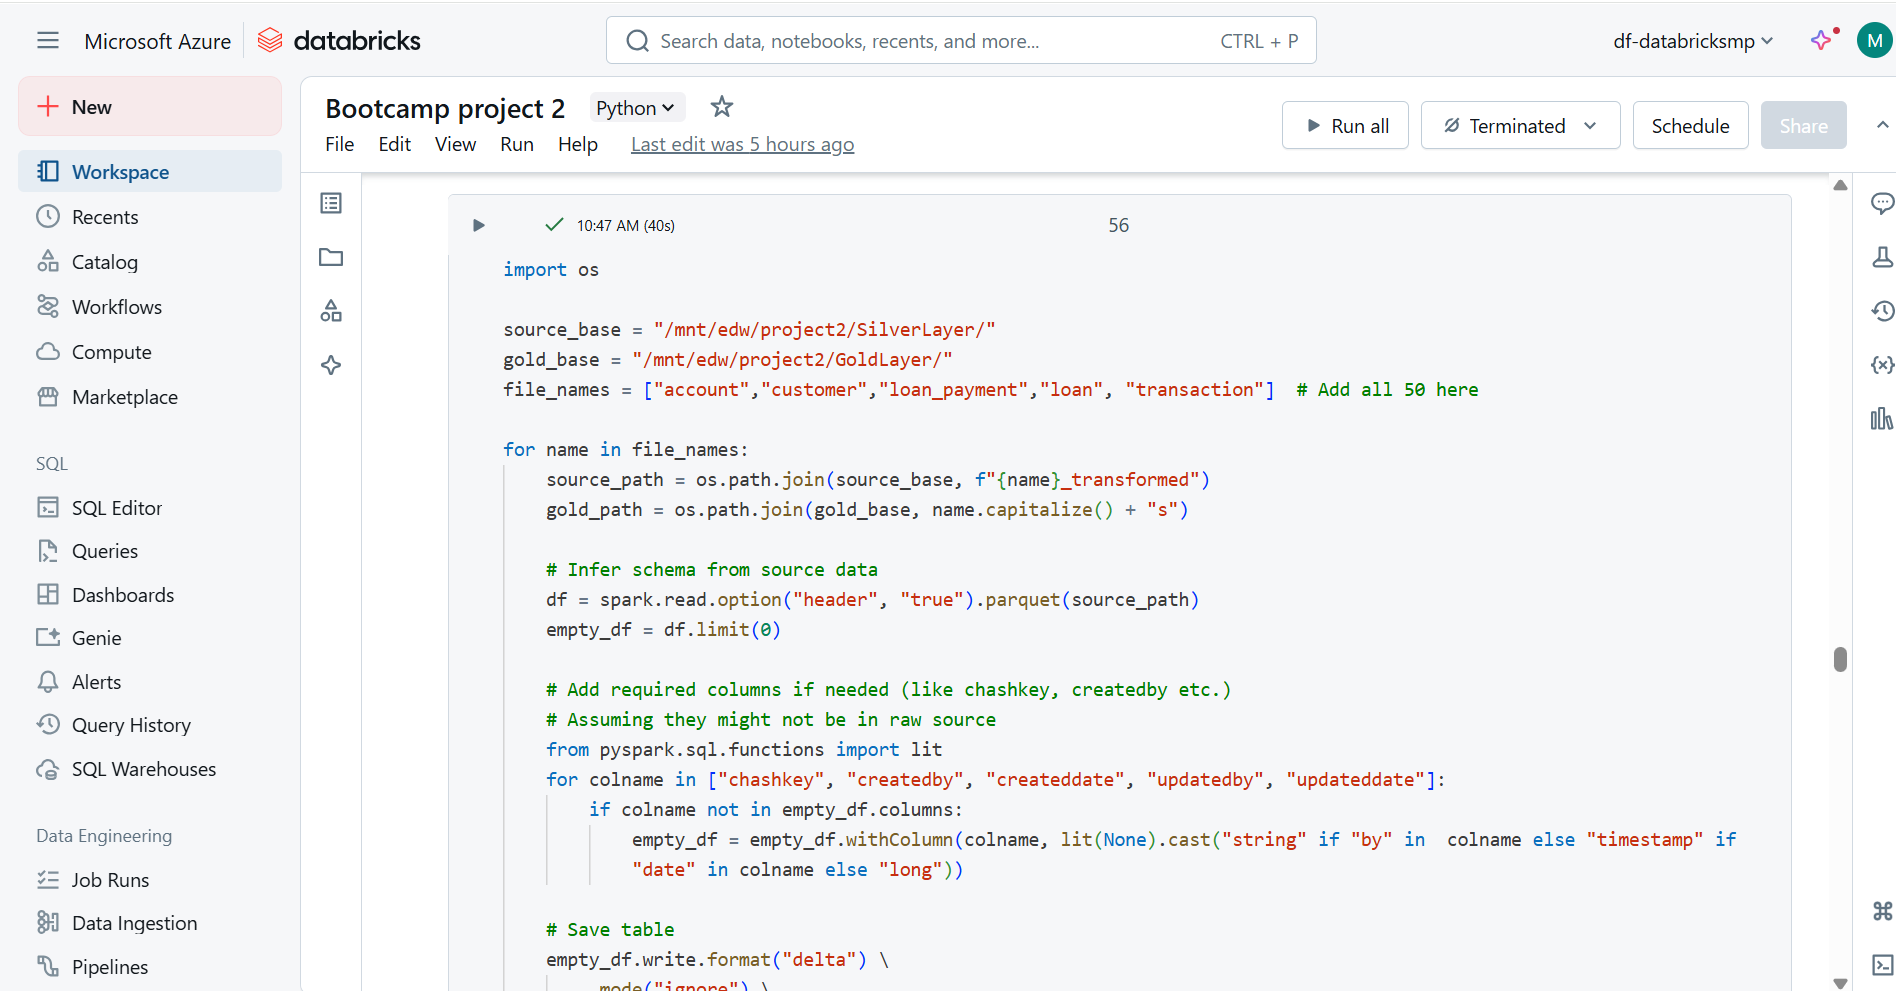 Microsoft Azure
databricks
Search data, notebooks, recents, and more...
CTRL + P
df-databricksmp
M
New
Workspace
Recents
Catalog
Workflows
Compute
Marketplace
SQL
SQL Editor
Queries
Dashboards
Genie
Alerts
Query History
SQL Warehouses
Data Engineering
Job Runs
Data Ingestion
Pipelines
Bootcamp project 2
Python
File
Edit
View
Run
Help
Last edit was 5 hours ago
Run all
Terminated
Schedule
Share
10:47 AM (40s)
56
import os
source_base = "/mnt/edw/project2/SilverLayer/"
gold_base = "/mnt/edw/project2/GoldLayer/"
file_names = ["account","customer","loan_payment","loan", "transaction"]  # Add all 50 here
for name in file_names:
    source_path = os.path.join(source_base, f"{name}_transformed")
    gold_path = os.path.join(gold_base, name.capitalize() + "s")
    # Infer schema from source data
    df = spark.read.option("header", "true").parquet(source_path)
    empty_df = df.limit(0)
    # Add required columns if needed (like chashkey, createdby etc.)
    # Assuming they might not be in raw source
    from pyspark.sql.functions import lit
    for colname in ["chashkey", "createdby", "createddate", "updatedby", "updateddate"]:
        if colname not in empty_df.columns:
            empty_df = empty_df.withColumn(colname, lit(None).cast("string" if "by" in  colname else "timestamp" if
            "date" in colname else "long"))
    # Save table
    empty_df.write.format("delta") \
        .mode("ignore") \